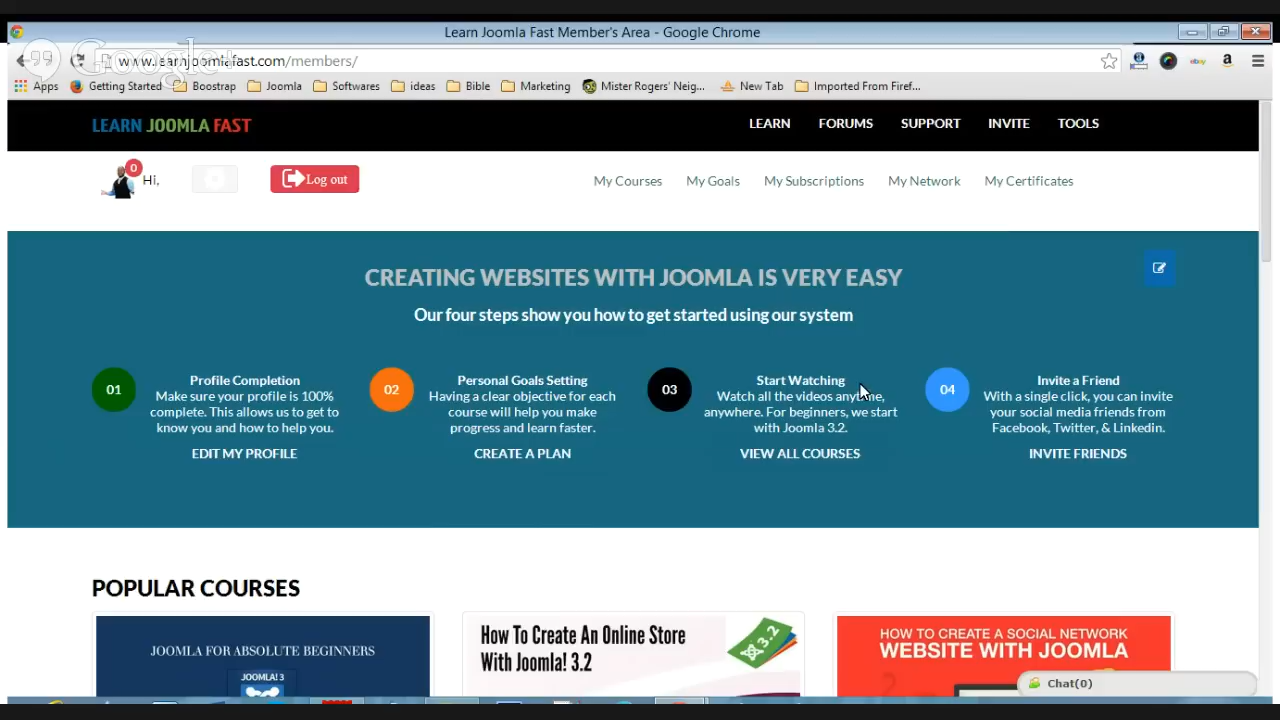 Learn Joomla Fast Member's Area - Google Chrome
Google+
www.learnjoomlafast.com/members/
Apps Getting Started Boostrap Joomla Softwares ideas Bible Marketing Mister Rogers' Neig... New Tab Imported From Firef...
ebay a
LEARN JOOMLA FAST
LEARN FORUMS SUPPORT INVITE TOOLS
0
Hi,
Log out
My Courses My Goals My Subscriptions My Network My Certificates
CREATING WEBSITES WITH JOOMLA IS VERY EASY
Our four steps show you how to get started using our system
01
Profile Completion
Make sure your profile is 100%
complete. This allows us to get to
know you and how to help you.
EDIT MY PROFILE
02
Personal Goals Setting
Having a clear objective for each
course will help you make
progress and learn faster.
CREATE A PLAN
03
Start Watching
Watch all the videos anytime,
anywhere. For beginners, we start
with Joomla 3.2.
VIEW ALL COURSES
04
Invite a Friend
With a single click, you can invite
your social media friends from
Facebook, Twitter, & Linkedin.
INVITE FRIENDS
POPULAR COURSES
JOOMLA FOR ABSOLUTE BEGINNERS
JOOMLA! 3
How To Create An Online Store
With Joomla! 3.2
3.2
HOW TO CREATE A SOCIAL NETWORK
WEBSITE WITH JOOMLA
Chat(0)